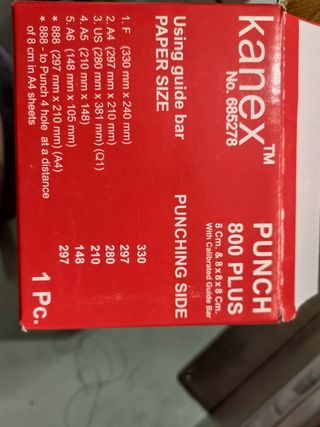 kanex™
No. 685278
PUNCH
800 PLUS
8 Cm. & 8 x 8 x 8 Cm.
With Calibrated Guide Bar
Using guide bar
PAPER SIZE PUNCHING SIDE
1. F (330 mm x 240 mm) 330
2. A4 (297 mm x 210 mm) 297
3. US (280 mm x 391 mm) (Q1) 280
4. A5 (210 mm x 148) 210
5. A6 (148 mm x 105 mm) 148
* 888 (297 mm x 210 mm) (A4) 297
* 888 - to Punch 4 hole at a distance
of 8 cm in A4 sheets
1 Pc.